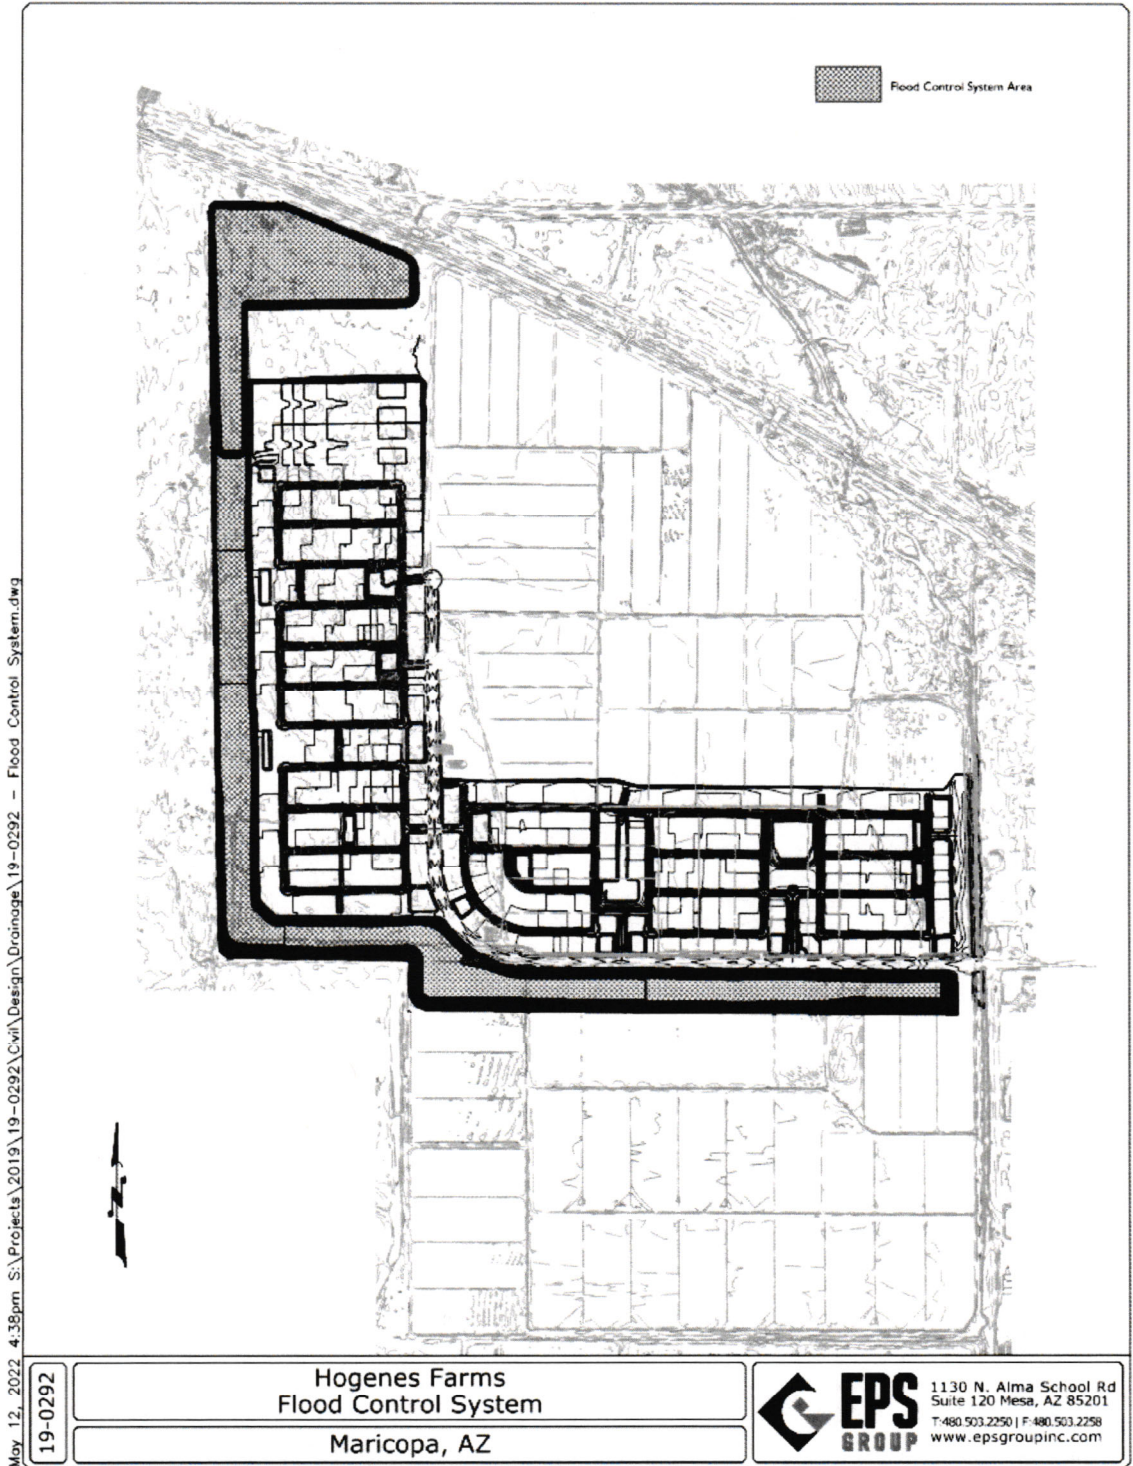 Flood Control System Area
N
May 12, 2022 4:38pm S:\Projects\2019\19-0292\Civil\Design\Drainage\19-0292 - Flood Control System.dwg
19-0292
Hogenes Farms
Flood Control System
Maricopa, AZ
EPS
GROUP
1130 N. Alma School Rd
Suite 120 Mesa, AZ 85201
T:480.503.2250 | F:480.503.2258
www.epsgroupinc.com